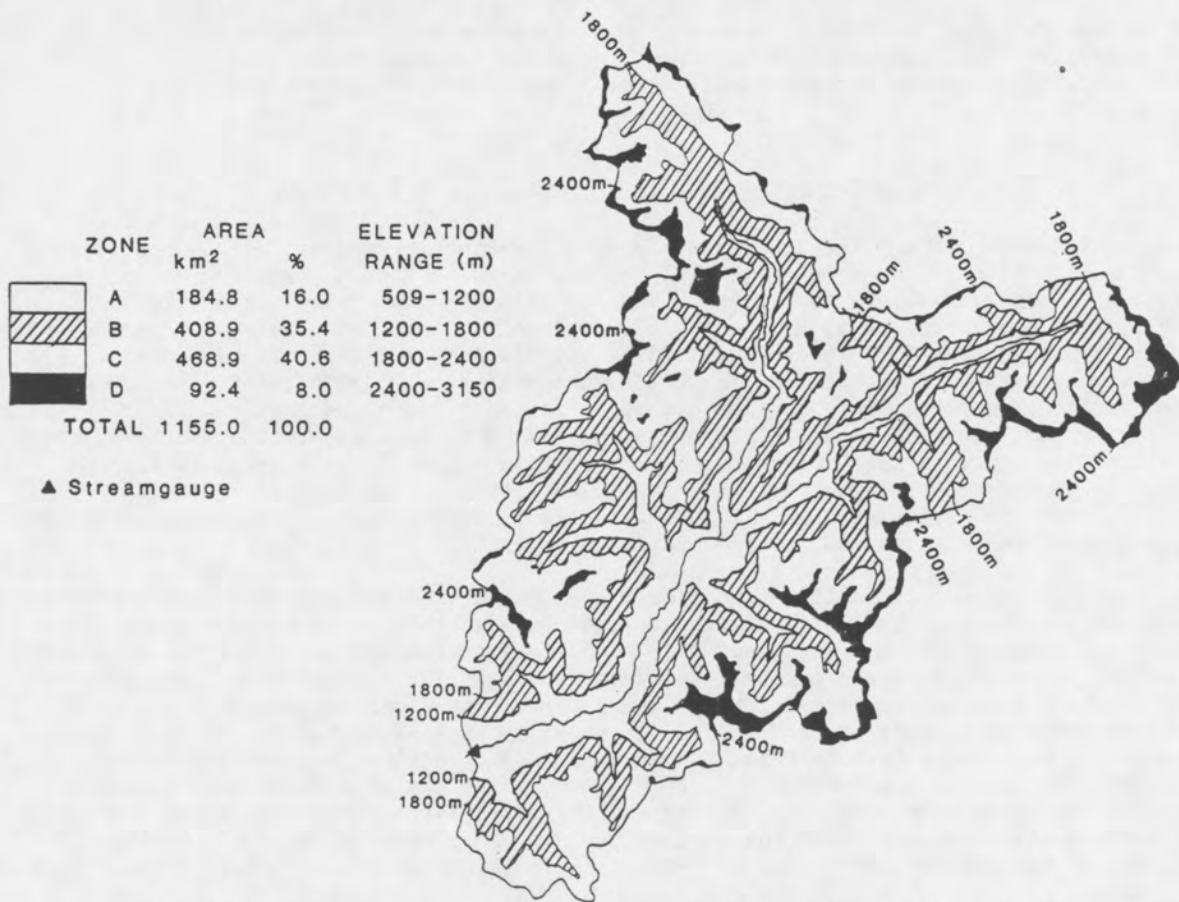 ZONE AREA ELEVATION
km² % RANGE (m)
A 184.8 16.0 509-1200
B 408.9 35.4 1200-1800
C 468.9 40.6 1800-2400
D 92.4 8.0 2400-3150
TOTAL 1155.0 100.0
▲ Streamgauge
1800m
2400m
2400m
1800m
2400m
1800m
2400m
1800m
2400m
2400m
1800m
1200m
2400m
1200m
1800m